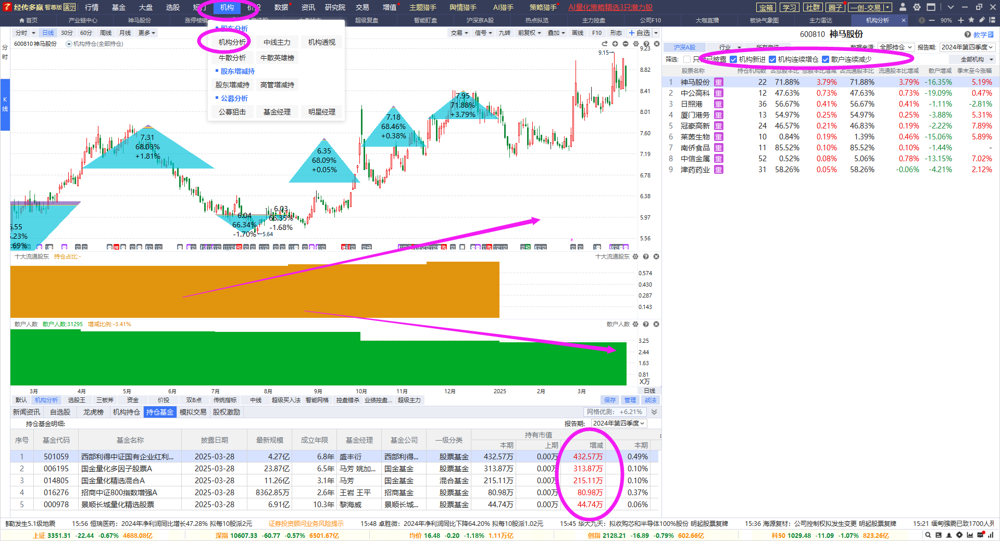 经传多赢 智尊版 演示 行情 基金 大盘 选股 机构 数据 资讯 研究院 交易 增值 主题猎手 舆情猎手 AI猎手 策略猎手 AI量化策略精选3只潜力股 宝箱 学习 社群 圈子 一创-交易
首页 产业链中心 神马股份 涨停棱镜 超级复盘 智能盯盘 沪深京A股 热点纵览 主力控盘 公司F10 大咖直播 板块气象图 主力雷达 机构分析 90%
分时 日线 30分 60分 周线 月线 更多 交易 信号 九转 前复权 叠加 画线 F10 形态 自选
分时
K线
600810 神马股份 机构持仓(全部持仓)
股东分析
机构分析 中线主力 机构透视
牛散分析 牛散英雄榜
股东增减持
股东增减持 高管增减持
公募分析
公募狙击 基金经理 明星经理
9.15
9.23
8.82
8.41
8.01
7.60
7.19
6.78
6.38
5.97
5.56
7.31
68.03%
+1.81%
6.04
66.34%
-1.70%
5.64
6.03
66.35%
-1.68%
6.35
68.09%
+0.05%
7.18
68.46%
+0.38%
7.95
71.88%
+3.79%
十大流通股东 持仓占比:- 十大流通股东
0.574
0.430
0.287
0.143
散户人数 散户人数:31295 增减比例:-3.41% 散户人数
3.25
2.44
1.63
0.81
X万
3月 4月 5月 6月 7月 8月 9月 10月 11月 12月 2025 2月 3月 日线
默认 机构分析 选股王 三板斧 资金 价投 双B点 传统指标 中线 超级买入法 智能网格 控盘错杀 业绩控盘... 超级主力 保存 管理 战法
新闻资讯 自选股 龙虎榜 机构持仓 持仓基金 模拟交易 股权激励 网格优测: +6.21%
持仓基金明细: 报告期: 2024年第四季度
序号 基金代码 基金名称 披露日期 最新规模 成立年限 基金经理 基金公司 一级分类 持有市值
本期 上期 增减 本期
1 501059 西部利得中证国有企业红利... 2025-03-28 4.27亿 6.8年 盛丰衍 西部利得... 股票基金 432.57万 0.00万 432.57万 0.49%
2 006195 国金量化多因子股票A 2025-03-28 23.87亿 6.5年 马芳 姚加... 国金基金 股票基金 313.87万 0.00万 313.87万 0.10%
3 014805 国金量化精选混合A 2025-03-28 11.26亿 3.1年 马芳 国金基金 混合基金 215.11万 0.00万 215.11万 0.10%
4 016276 招商中证800指数增强A 2025-03-28 8362.85万 2.6年 王岩 王平 招商基金 股票基金 80.98万 0.00万 80.98万 0.37%
5 000978 景顺长城量化精选股票 2025-03-28 6.91亿 10.3年 黎海威 景顺长城... 股票基金 44.74万 0.00万 44.74万 0.06%
600810 神马股份 教学
沪深A股 行业 数据来源: 全部持仓 报告期: 2024年第四季度
筛选: 已披露 机构新进 机构连续增仓 散户连续减少 全部机构
股票名称 持仓机构数 占总股本比 总股本比增减 占流通股本比 流通股本比增减 散户增减 季末至今涨幅
1 神马股份 重 22 71.88% 3.79% 71.88% 3.79% -16.35% 5.19%
2 中公高科 重 12 47.63% 0.73% 47.63% 0.73% -19.09% 0.47%
3 日照港 重 36 56.67% 0.41% 56.67% 0.41% -1.11% -2.81%
4 厦门港务 重 13 54.97% 0.25% 54.97% 0.25% -3.88% 5.31%
5 冠豪高新 重 24 46.57% 0.21% 46.83% 0.19% -2.22% 7.89%
6 莱茵生物 重 10 0.84% 0.19% 1.39% 0.46% -15.06% 5.89%
7 南侨食品 重 11 85.52% 0.10% 85.52% 0.10% -1.44% -
8 中信金属 重 52 0.52% 0.08% 5.06% 0.78% -13.15% 7.02%
9 津药药业 重 31 58.26% 0.05% 58.26% -0.06% -4.21% 2.12%
勒发生5.1级地震 15:56 恒瑞医药：2024年净利润同比增长47.28% 拟每10股派2元 证券投资顾问业务风险提示 15:48 卓胜微：2024年净利润同比下降64.20% 拟每10股派1.02元 15:45 华大九天：拟收购芯和半导体100%股份 明起股票复牌 15:36 海源复材：公司控制权拟发生变更 明起股票复牌 15:21 缅甸强震已致1700人死
上证 3351.31 -22.44 -0.67% 4688.08亿 深指 10607.33 -60.77 -0.57% 6501.67亿 均价 16.48 -0.20 -1.18% 1.11万亿 创指 2128.21 -16.89 -0.79% 602.66亿 科50 1029.48 -11.09 -1.07% 823.26亿